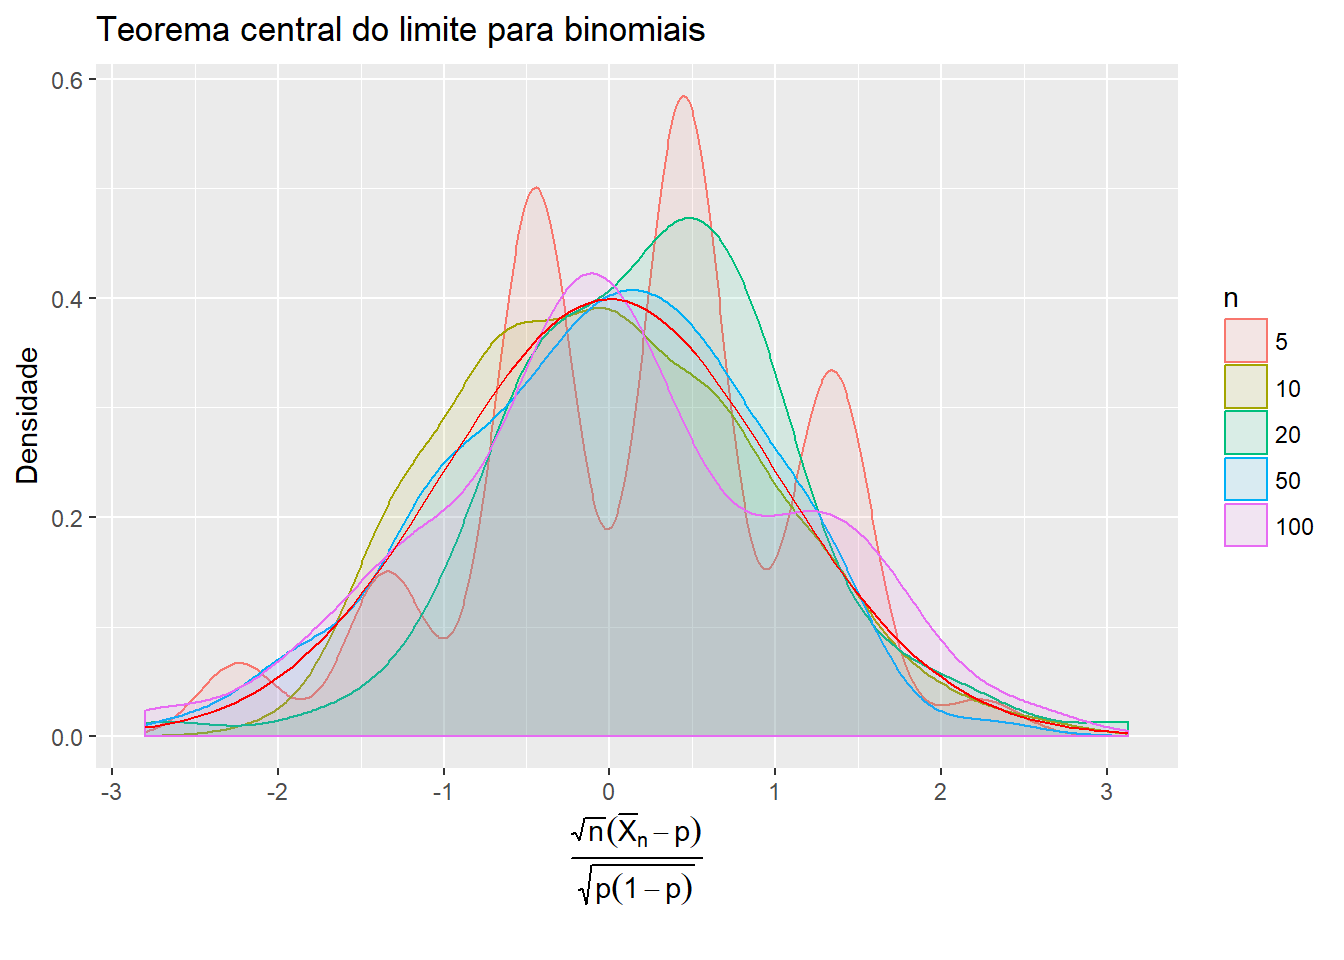 Teorema central do limite para binomiais
0.6
0.4
0.2
0.0
Densidade
-3 -2 -1 0 1 2 3
√n(X̅n − p)
√p(1 − p)
n
5
10
20
50
100